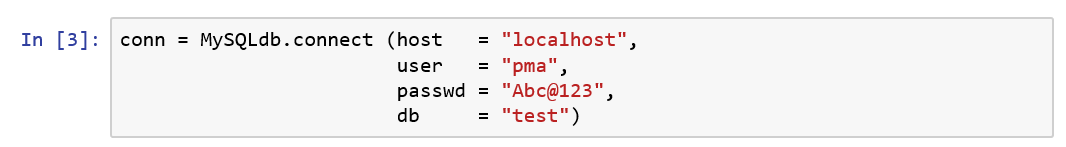 In [3]: conn = MySQLdb.connect (host   = "localhost",
                        user   = "pma",
                        passwd = "Abc@123",
                        db     = "test")